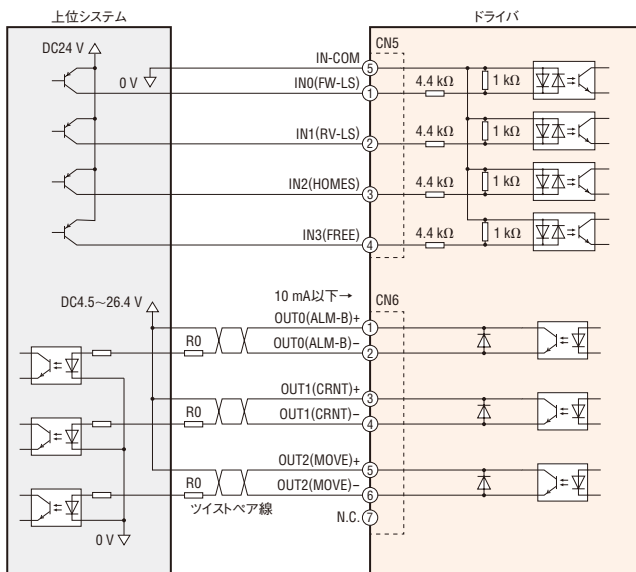 上位システム
ドライバ
DC24 V
CN5
IN-COM
5
0 V
IN0(FW-LS)
1
4.4 kΩ
1 kΩ
IN1(RV-LS)
2
4.4 kΩ
1 kΩ
IN2(HOMES)
3
4.4 kΩ
1 kΩ
IN3(FREE)
4
4.4 kΩ
1 kΩ
DC4.5～26.4 V
10 mA以下→
CN6
OUT0(ALM-B)+
1
R0
OUT0(ALM-B)−
2
OUT1(CRNT)+
3
R0
OUT1(CRNT)−
4
OUT2(MOVE)+
5
R0
OUT2(MOVE)−
6
ツイストペア線
N.C.
7
0 V